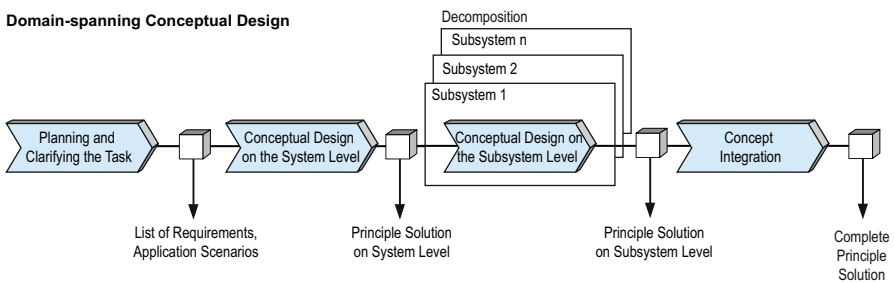 Domain-spanning Conceptual Design
Decomposition
Subsystem n
Subsystem 2
Subsystem 1
Planning and
Clarifying the Task
Conceptual Design
on the System Level
Conceptual Design on
the Subsystem Level
Concept
Integration
List of Requirements,
Application Scenarios
Principle Solution
on System Level
Principle Solution
on Subsystem Level
Complete
Principle
Solution